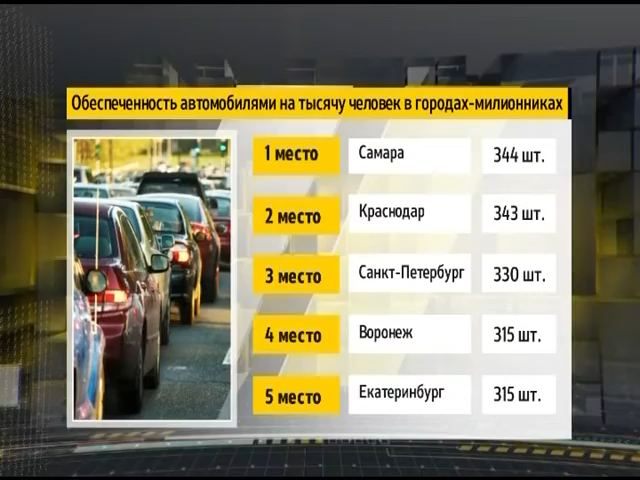 Обеспеченность автомобилями на тысячу человек в городах-милионниках
1 место Самара 344 шт.
2 место Краснодар 343 шт.
3 место Санкт-Петербург 330 шт.
4 место Воронеж 315 шт.
5 место Екатеринбург 315 шт.